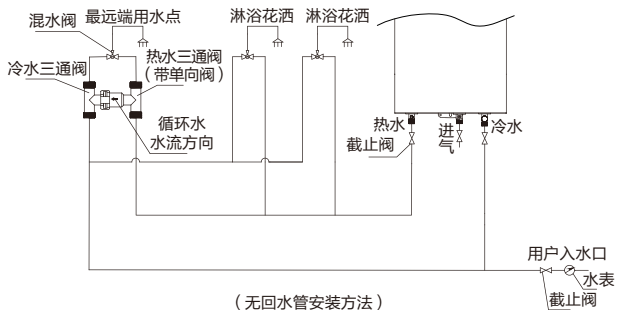 混水阀
最远端用水点
淋浴花洒
淋浴花洒
冷水三通阀
热水三通阀
（带单向阀）
循环水
水流方向
热水
截止阀
进气
冷水
用户入水口
水表
截止阀
（无回水管安装方法）